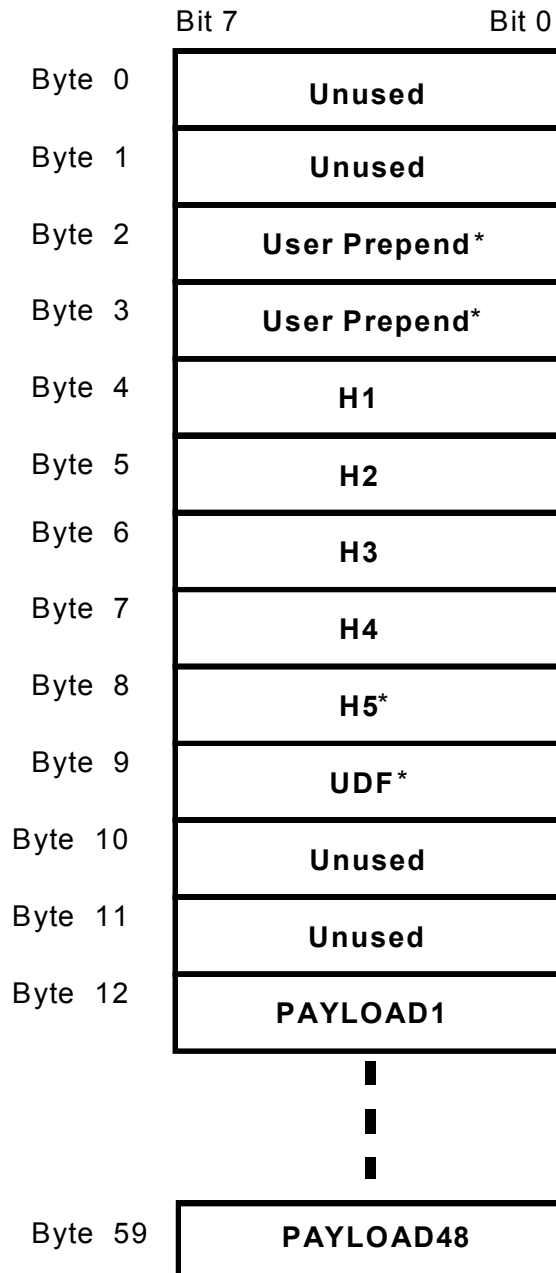 Bit 7 Bit 0
Byte 0 Unused
Byte 1 Unused
Byte 2 User Prepend*
Byte 3 User Prepend*
Byte 4 H1
Byte 5 H2
Byte 6 H3
Byte 7 H4
Byte 8 H5*
Byte 9 UDF*
Byte 10 Unused
Byte 11 Unused
Byte 12 PAYLOAD1
Byte 59 PAYLOAD48